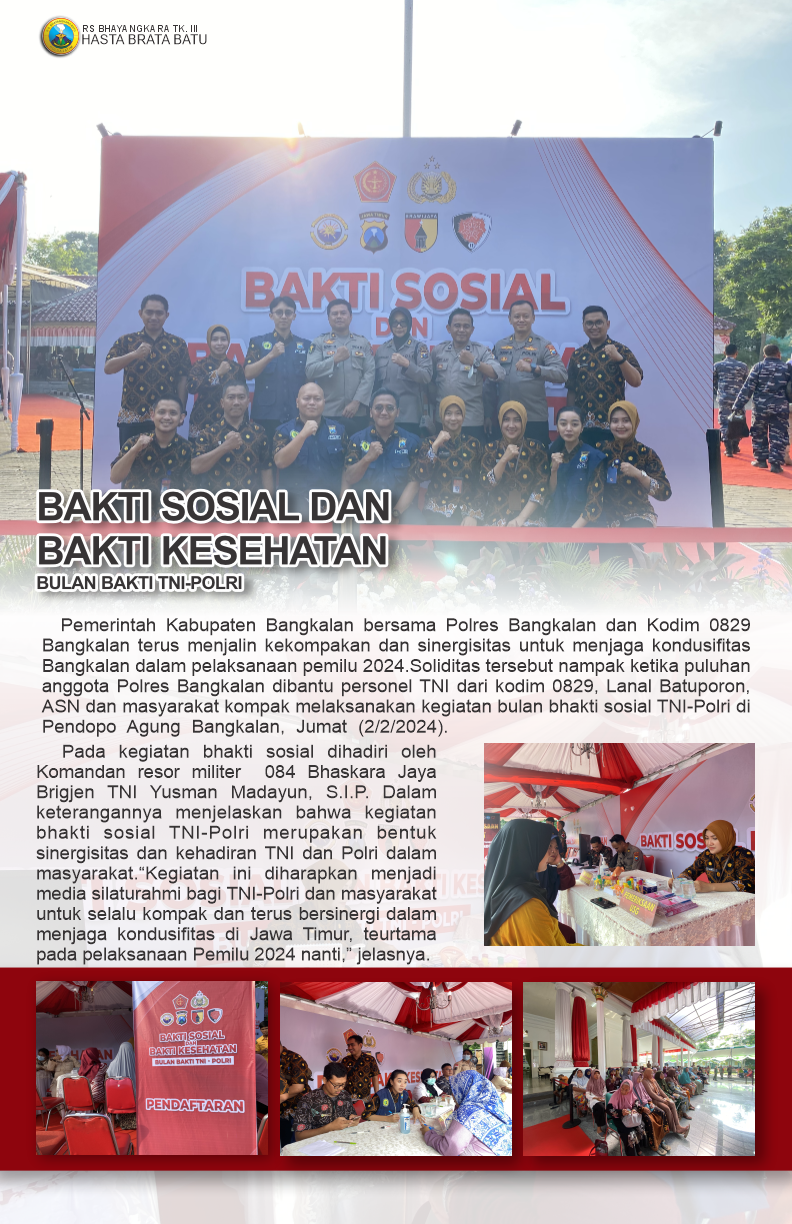 RS BHAYANGKARA TK. III
HASTA BRATA BATU
BRAWIJAYA
BAKTI SOSIAL
DAN
BAKTI SOSIAL DAN
BAKTI KESEHATAN
BULAN BAKTI TNI-POLRI
Pemerintah Kabupaten Bangkalan bersama Polres Bangkalan dan Kodim 0829
Bangkalan terus menjalin kekompakan dan sinergisitas untuk menjaga kondusifitas
Bangkalan dalam pelaksanaan pemilu 2024.Soliditas tersebut nampak ketika puluhan
anggota Polres Bangkalan dibantu personel TNI dari kodim 0829, Lanal Batuporon,
ASN dan masyarakat kompak melaksanakan kegiatan bulan bhakti sosial TNI-Polri di
Pendopo Agung Bangkalan, Jumat (2/2/2024).
Pada kegiatan bhakti sosial dihadiri oleh
Komandan resor militer 084 Bhaskara Jaya
Brigjen TNI Yusman Madayun, S.I.P. Dalam
keterangannya menjelaskan bahwa kegiatan
bhakti sosial TNI-Polri merupakan bentuk
sinergisitas dan kehadiran TNI dan Polri dalam
masyarakat.“Kegiatan ini diharapkan menjadi
media silaturahmi bagi TNI-Polri dan masyarakat
untuk selalu kompak dan terus bersinergi dalam
menjaga kondusifitas di Jawa Timur, teurtama
pada pelaksanaan Pemilu 2024 nanti,” jelasnya.
BAKTI SOSIAL
PEMERIKSAAN
USG
BAKTI SOSIAL
DAN
BAKTI KESEHATAN
BULAN BAKTI TNI - POLRI
PENDAFTARAN